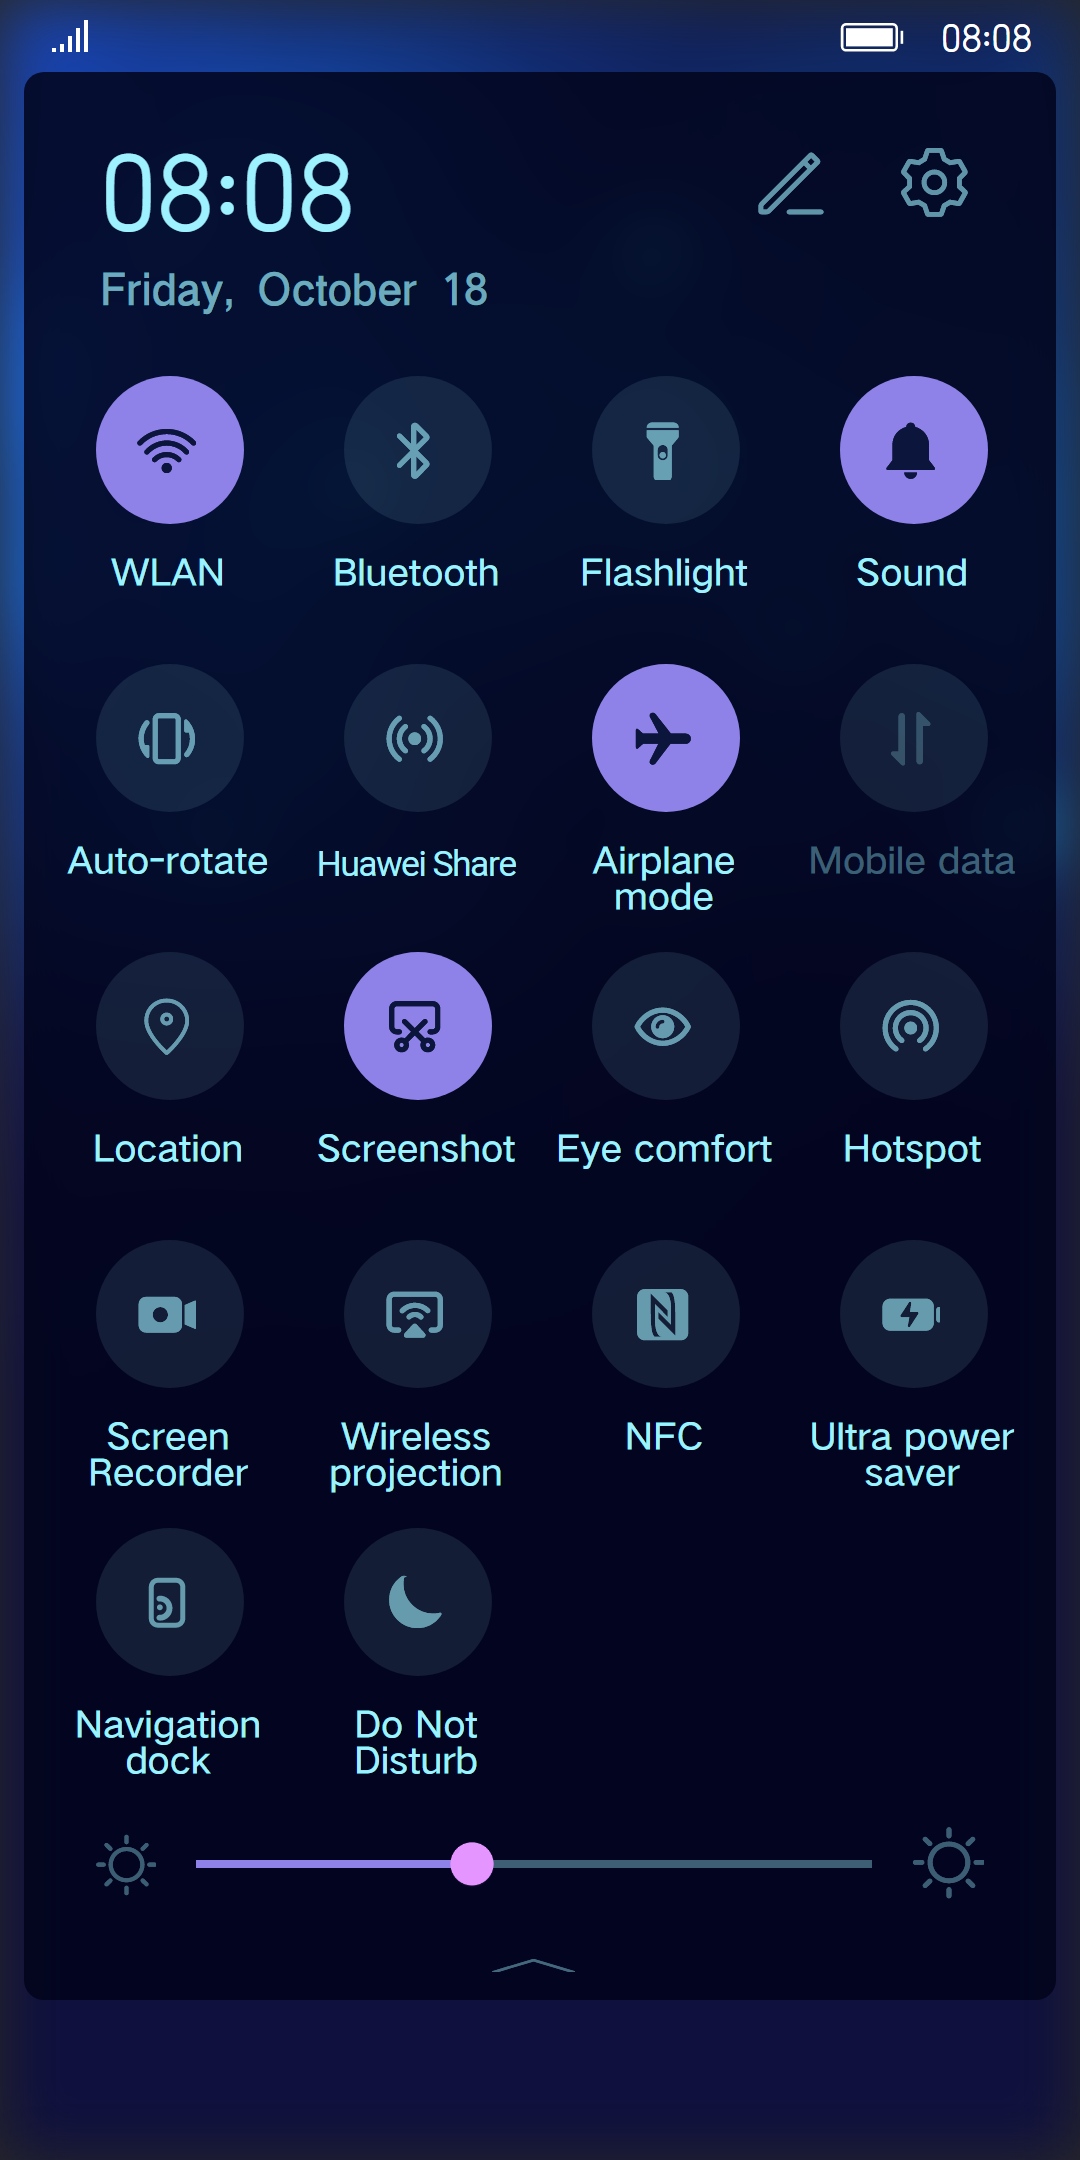 08:08
08:08
Friday, October 18
WLAN
Bluetooth
Flashlight
Sound
Auto-rotate
Huawei Share
Airplane
mode
Mobile data
Location
Screenshot
Eye comfort
Hotspot
Screen
Recorder
Wireless
projection
NFC
Ultra power
saver
Navigation
dock
Do Not
Disturb